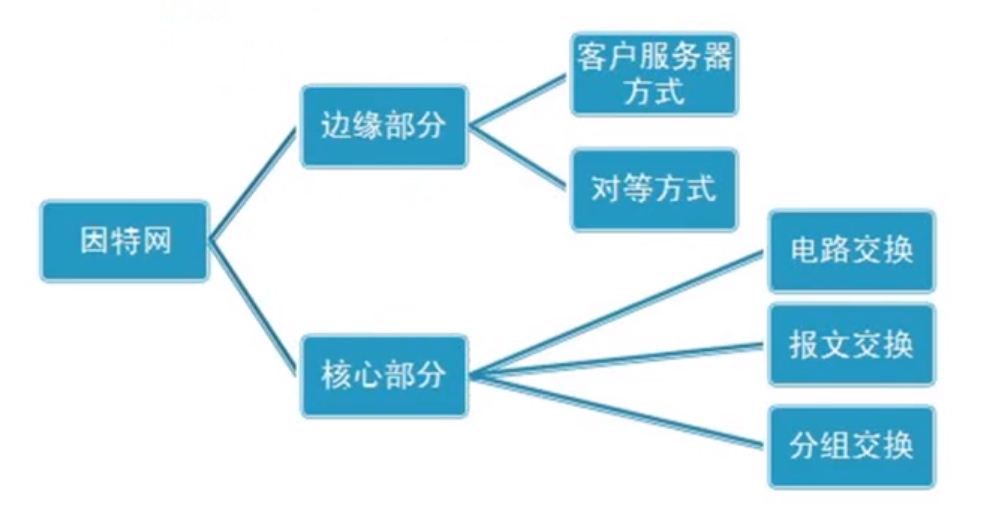 客户服务器
方式
边缘部分
对等方式
因特网
电路交换
报文交换
核心部分
分组交换